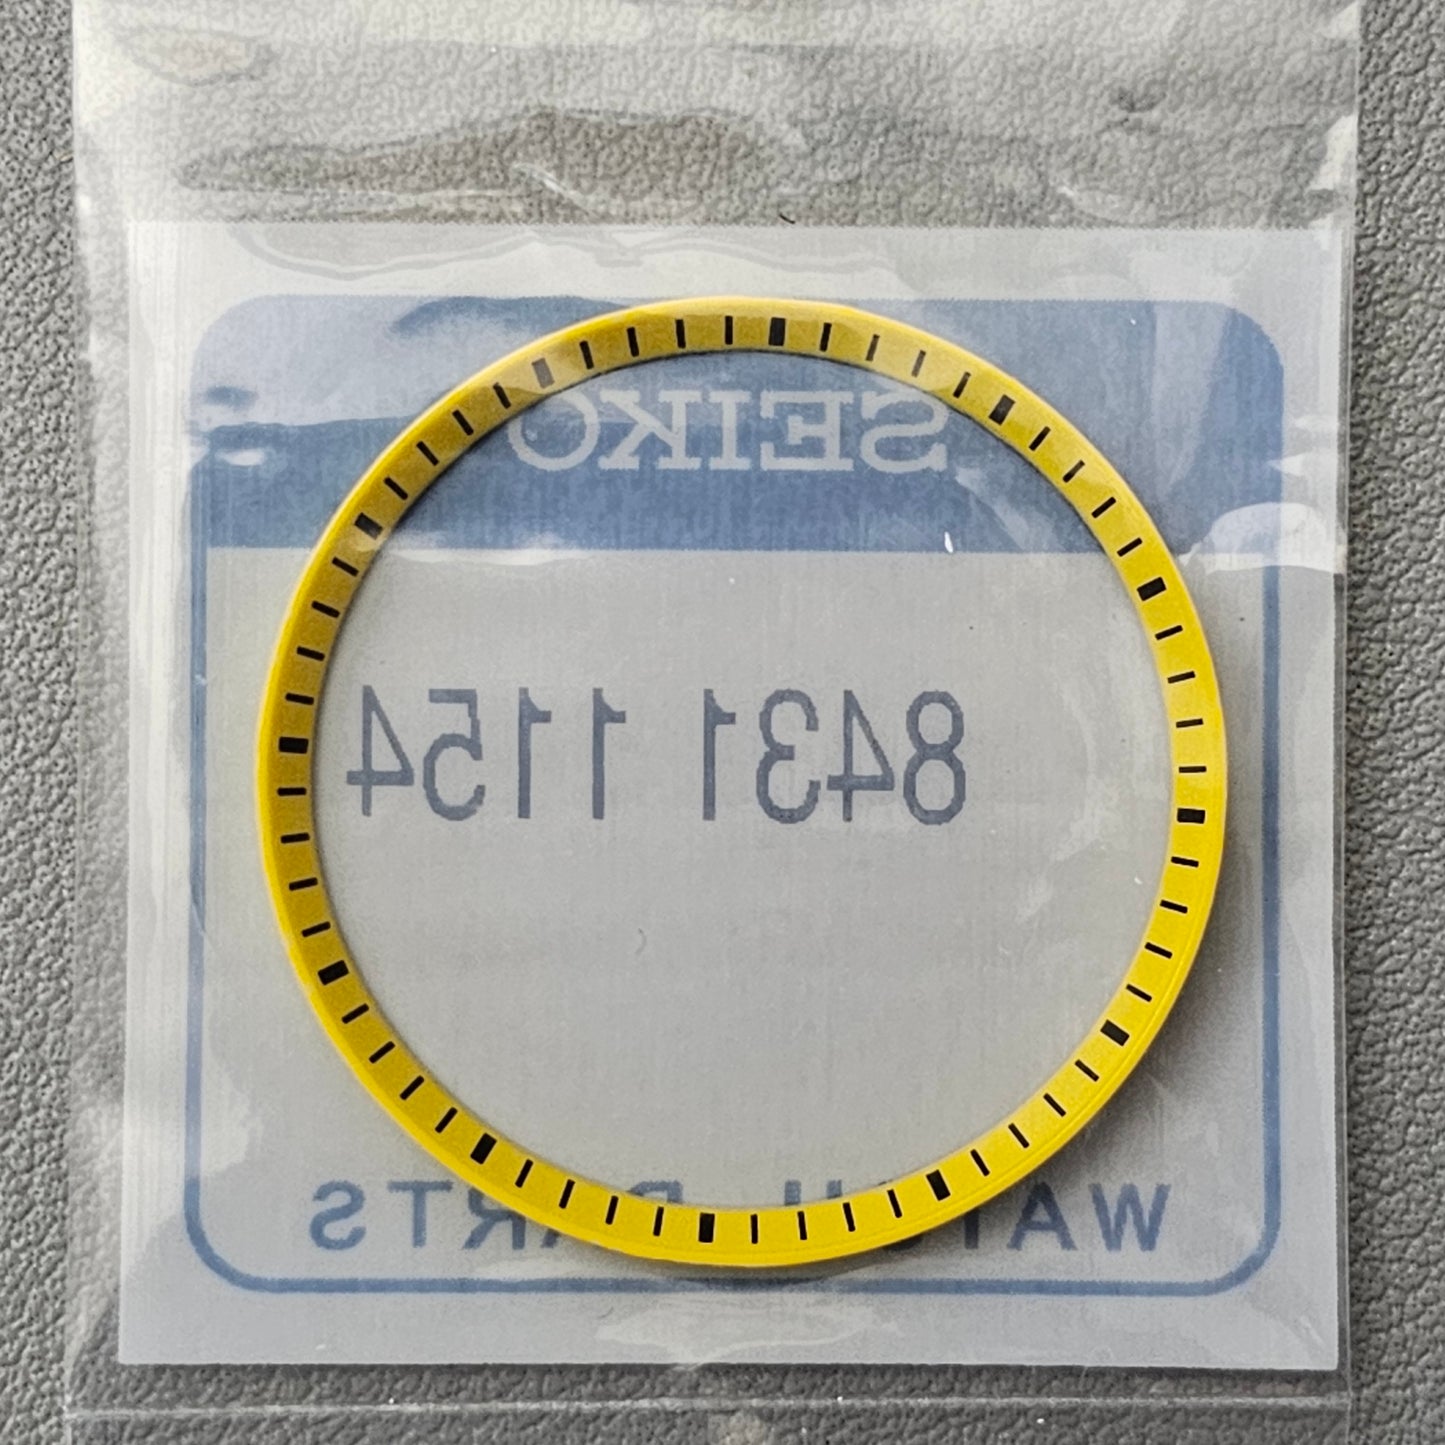 SEIKO
8431 1154
WATCH PARTS